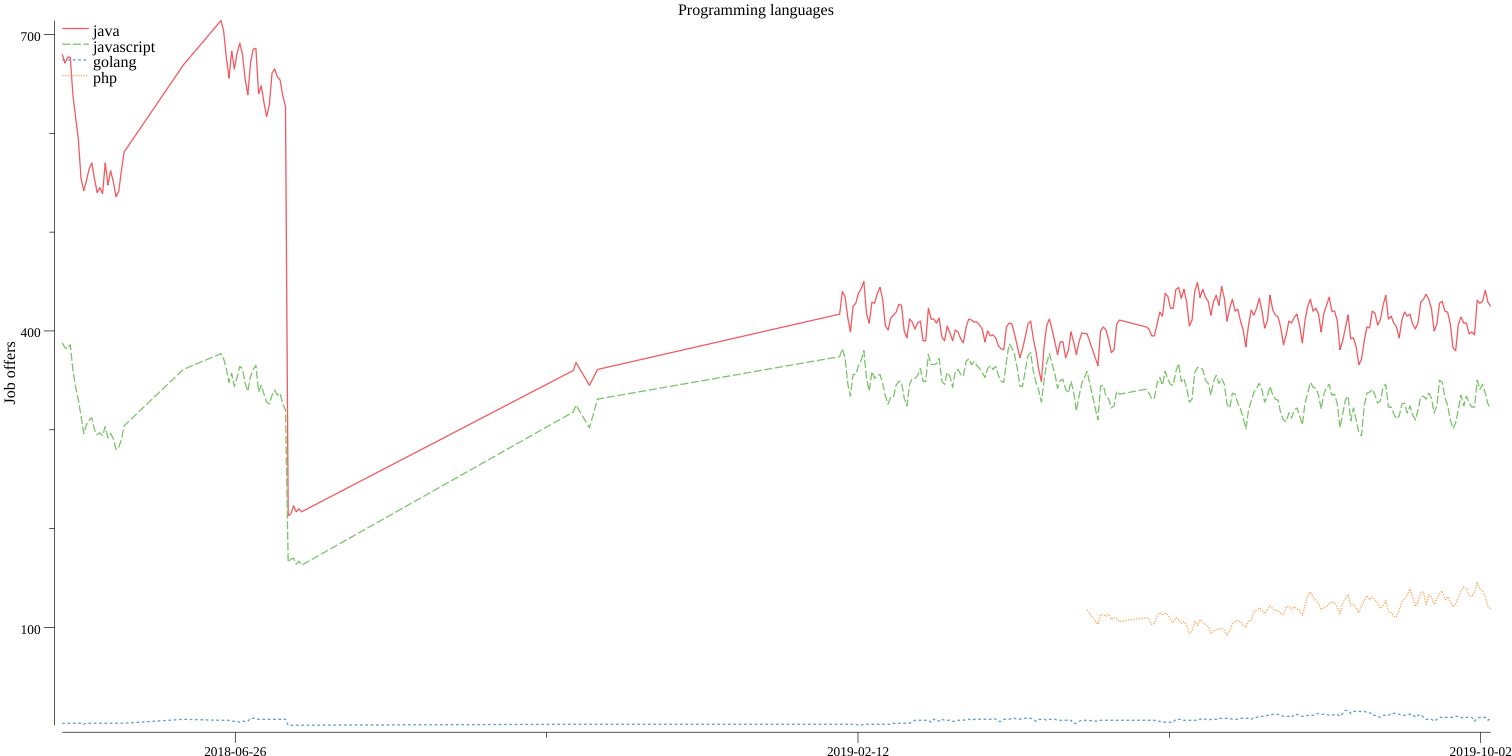 Programming languages
700
java
javascript
golang
php
400
Job offers
100
2018-06-26
2019-02-12
2019-10-02